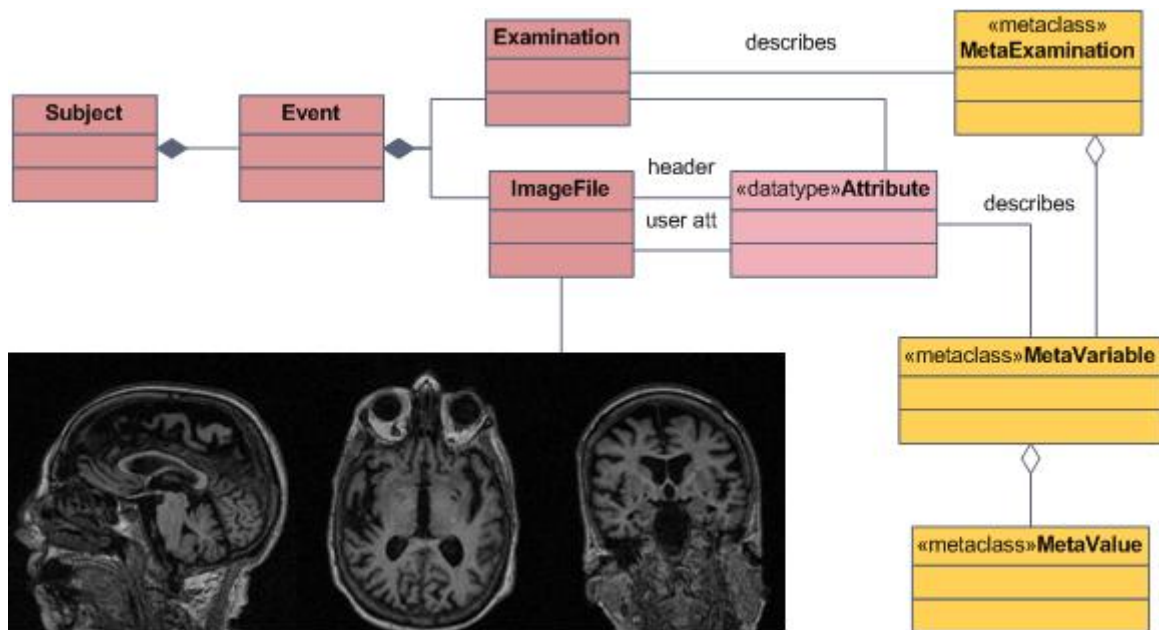 Examination
describes
«metaclass»
MetaExamination
Subject
Event
header
ImageFile
«datatype»Attribute
user att
describes
«metaclass»MetaVariable
«metaclass»MetaValue